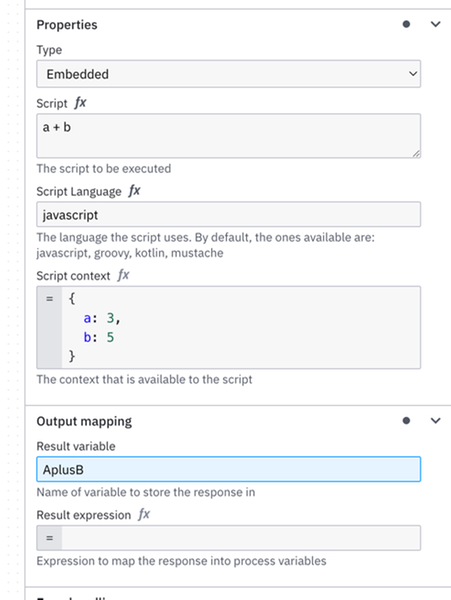 Properties
Type
Embedded
Script fx
a + b
The script to be executed
Script Language fx
javascript
The language the script uses. By default, the ones available are:
javascript, groovy, kotlin, mustache
Script context fx
= {
a: 3,
b: 5
}
The context that is available to the script
Output mapping
Result variable
AplusB
Name of variable to store the response in
Result expression fx
=
Expression to map the response into process variables